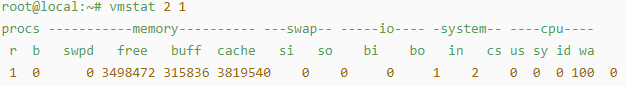 root@local:~# vmstat 2 1
procs -----------memory---------- ---swap-- -----io---- -system-- ----cpu----
r b swpd free buff cache si so bi bo in cs us sy id wa
1 0 0 3498472 315836 3819540 0 0 0 1 2 0 0 0 100 0